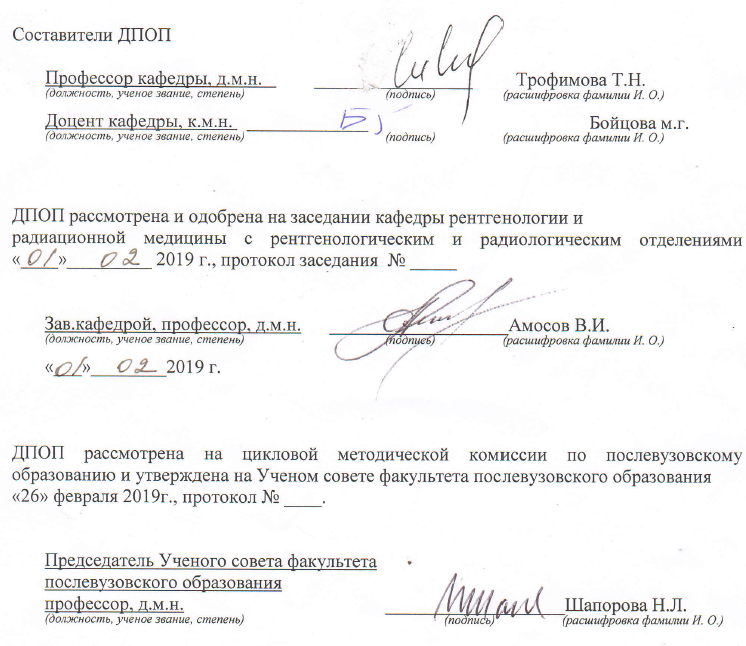 Составители ДПОП
Профессор кафедры, д.м.н. Трофимова Т.Н.
(должность, ученое звание, степень) (подпись) (расшифровка фамилии И. О.)
Доцент кафедры, к.м.н. Бойцова м.г.
(должность, ученое звание, степень) (подпись) (расшифровка фамилии И. О.)
ДПОП рассмотрена и одобрена на заседании кафедры рентгенологии и
радиационной медицины с рентгенологическим и радиологическим отделениями
«01» 02 2019 г., протокол заседания № _____
Зав.кафедрой, профессор, д.м.н. Амосов В.И.
(должность, ученое звание, степень) (подпись) (расшифровка фамилии И. О.)
«01» 02 2019 г.
ДПОП рассмотрена на цикловой методической комиссии по послевузовскому
образованию и утверждена на Ученом совете факультета послевузовского образования
«26» февраля 2019г., протокол № ____.
Председатель Ученого совета факультета
послевузовского образования
профессор, д.м.н. Шапорова Н.Л.
(должность, ученое звание, степень) (подпись) (расшифровка фамилии И. О.)